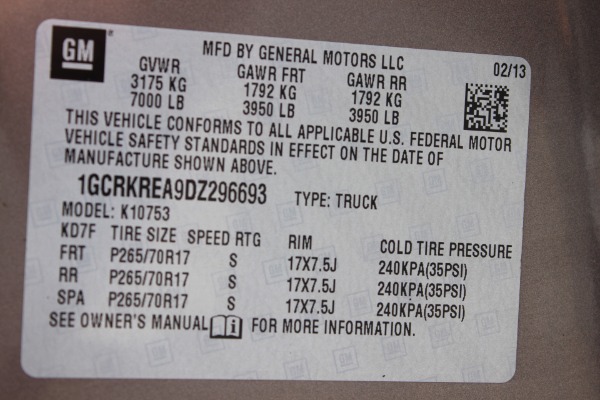 GM
MFD BY GENERAL MOTORS LLC
02/13
GVWR GAWR FRT GAWR RR
3175 KG 1792 KG 1792 KG
7000 LB 3950 LB 3950 LB
THIS VEHICLE CONFORMS TO ALL APPLICABLE U.S. FEDERAL MOTOR
VEHICLE SAFETY STANDARDS IN EFFECT ON THE DATE OF
MANUFACTURE SHOWN ABOVE.
1GCRKREA9DZ296693 TYPE: TRUCK
MODEL: K10753
KD7F TIRE SIZE SPEED RTG RIM COLD TIRE PRESSURE
FRT P265/70R17 S 17X7.5J 240KPA(35PSI)
RR P265/70R17 S 17X7.5J 240KPA(35PSI)
SPA P265/70R17 S 17X7.5J 240KPA(35PSI)
SEE OWNER'S MANUAL i FOR MORE INFORMATION.